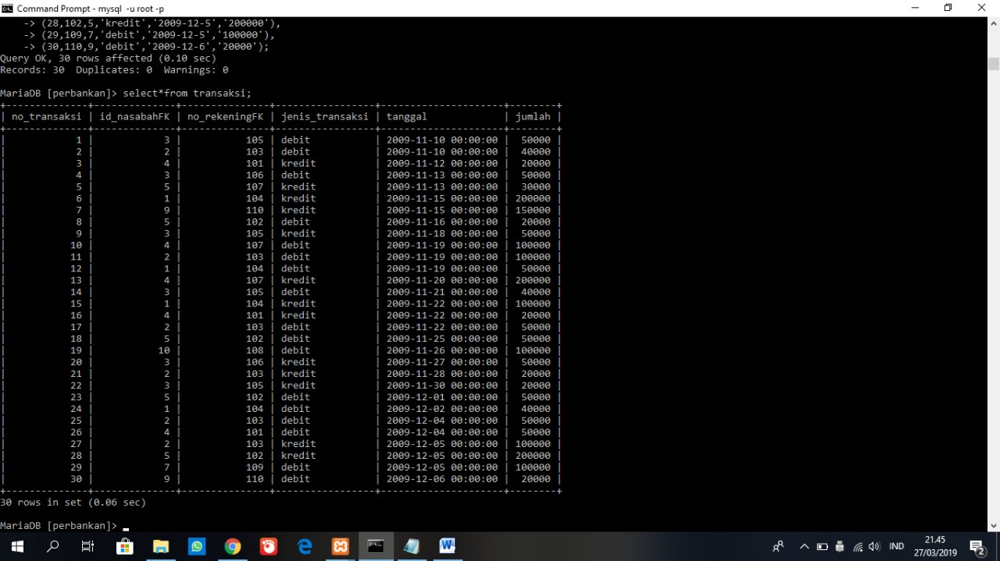 Command Prompt - mysql -u root -p
    -> (28,102,5,'kredit','2009-12-5','200000'),
    -> (29,109,7,'debit','2009-12-5','100000'),
    -> (30,110,9,'debit','2009-12-6','20000');
Query OK, 30 rows affected (0.10 sec)
Records: 30  Duplicates: 0  Warnings: 0
MariaDB [perbankan]> select*from transaksi;
+--------------+--------------+---------------+-----------------+---------------------+--------+
| no_transaksi | id_nasabahFK | no_rekeningFK | jenis_transaksi | tanggal             | jumlah |
+--------------+--------------+---------------+-----------------+---------------------+--------+
|            1 |            3 |           105 | debit           | 2009-11-10 00:00:00 |  50000 |
|            2 |            2 |           103 | debit           | 2009-11-10 00:00:00 |  40000 |
|            3 |            4 |           101 | kredit          | 2009-11-12 00:00:00 |  20000 |
|            4 |            3 |           106 | debit           | 2009-11-13 00:00:00 |  50000 |
|            5 |            5 |           107 | kredit          | 2009-11-13 00:00:00 |  30000 |
|            6 |            1 |           104 | kredit          | 2009-11-15 00:00:00 | 200000 |
|            7 |            9 |           110 | kredit          | 2009-11-15 00:00:00 | 150000 |
|            8 |            5 |           102 | debit           | 2009-11-16 00:00:00 |  20000 |
|            9 |            3 |           105 | kredit          | 2009-11-18 00:00:00 |  50000 |
|           10 |            4 |           107 | debit           | 2009-11-19 00:00:00 | 100000 |
|           11 |            2 |           103 | debit           | 2009-11-19 00:00:00 | 100000 |
|           12 |            1 |           104 | debit           | 2009-11-19 00:00:00 |  50000 |
|           13 |            4 |           107 | kredit          | 2009-11-20 00:00:00 | 200000 |
|           14 |            3 |           105 | debit           | 2009-11-21 00:00:00 |  40000 |
|           15 |            1 |           104 | kredit          | 2009-11-22 00:00:00 | 100000 |
|           16 |            4 |           101 | kredit          | 2009-11-22 00:00:00 |  20000 |
|           17 |            2 |           103 | debit           | 2009-11-22 00:00:00 |  50000 |
|           18 |            5 |           102 | debit           | 2009-11-25 00:00:00 |  50000 |
|           19 |           10 |           108 | debit           | 2009-11-26 00:00:00 | 100000 |
|           20 |            3 |           106 | kredit          | 2009-11-27 00:00:00 |  50000 |
|           21 |            2 |           103 | kredit          | 2009-11-28 00:00:00 |  20000 |
|           22 |            3 |           105 | kredit          | 2009-11-30 00:00:00 |  20000 |
|           23 |            5 |           102 | debit           | 2009-12-01 00:00:00 |  50000 |
|           24 |            1 |           104 | debit           | 2009-12-02 00:00:00 |  40000 |
|           25 |            2 |           103 | debit           | 2009-12-04 00:00:00 |  50000 |
|           26 |            4 |           101 | debit           | 2009-12-04 00:00:00 |  50000 |
|           27 |            2 |           103 | kredit          | 2009-12-05 00:00:00 | 100000 |
|           28 |            5 |           102 | kredit          | 2009-12-05 00:00:00 | 200000 |
|           29 |            7 |           109 | debit           | 2009-12-05 00:00:00 | 100000 |
|           30 |            9 |           110 | debit           | 2009-12-06 00:00:00 |  20000 |
+--------------+--------------+---------------+-----------------+---------------------+--------+
30 rows in set (0.06 sec)
MariaDB [perbankan]> _
IND
21.45
27/03/2019
2